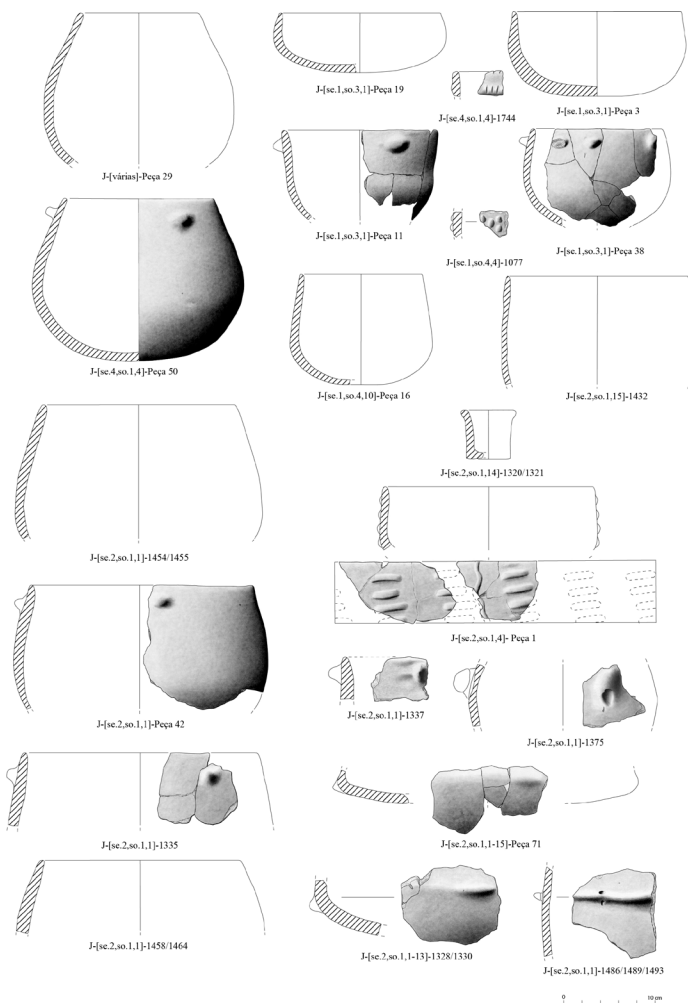 J-[se.1,so.3,1]-Peça 19
J-[se.4,so.1,4]-1744
J-[se.1,so.3,1]-Peça 3
J-[várias]-Peça 29
J-[se.1,so.3,1]-Peça 11
J-[se.1,so.4,4]-1077
J-[se.1,so.3,1]-Peça 38
J-[se.4,so.1,4]-Peça 50
J-[se.1,so.4,10]-Peça 16
J-[se.2,so.1,15]-1432
J-[se.2,so.1,14]-1320/1321
J-[se.2,so.1,1]-1454/1455
J-[se.2,so.1,4]- Peça 1
J-[se.2,so.1,1]-Peça 42
J-[se.2,so.1,1]-1337
J-[se.2,so.1,1]-1375
J-[se.2,so.1,1]-1335
J-[se.2,so.1,1-15]-Peça 71
J-[se.2,so.1,1]-1458/1464
J-[se.2,so.1,1-13]-1328/1330
J-[se.2,so.1,1]-1486/1489/1493
0 10 cm